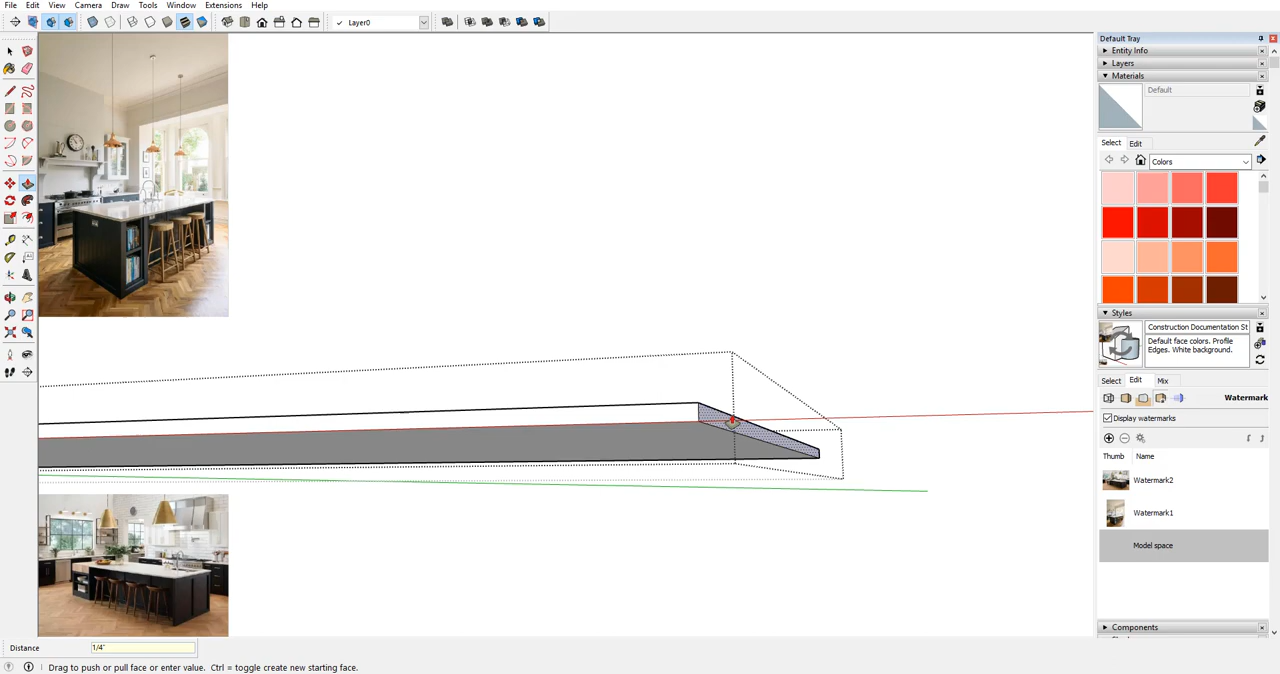 File Edit View Camera Draw Tools Window Extensions Help
✓ Layer0
Default Tray
Entity Info
Layers
Materials
Default
Select Edit
Colors
Styles
Construction Documentation St
Default face colors. Profile
Edges. White background.
Select Edit Mix
Watermark
Display watermarks
Thumb Name
Watermark2
Watermark1
Model space
Components
Distance 1/4"
Drag to push or pull face or enter value. Ctrl = toggle create new starting face.